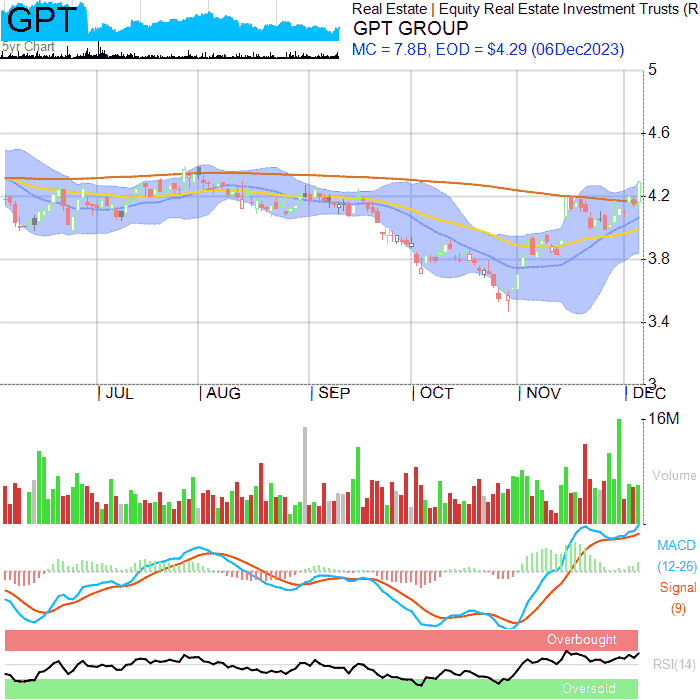 GPT
5yr Chart
Real Estate | Equity Real Estate Investment Trusts (R
GPT GROUP
MC = 7.8B, EOD = $4.29 (06Dec2023)
5
4.6
4.2
3.8
3.4
3
JUL AUG SEP OCT NOV DEC
16M
Volume
MACD
(12-26)
Signal
(9)
Overbought
RSI(14)
Oversold